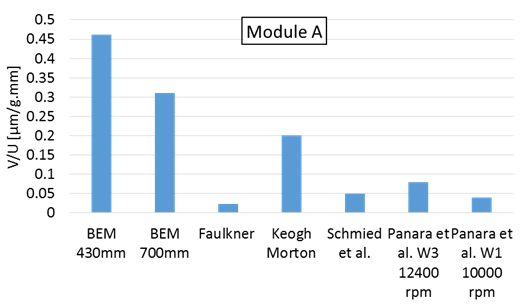 Module A
V/U [µm/g.mm]
0.5
0.45
0.4
0.35
0.3
0.25
0.2
0.15
0.1
0.05
0
BEM
430mm
BEM
700mm
Faulkner
Keogh
Morton
Schmied
et al.
Panara et
al. W3
12400
rpm
Panara et
al. W1
10000
rpm